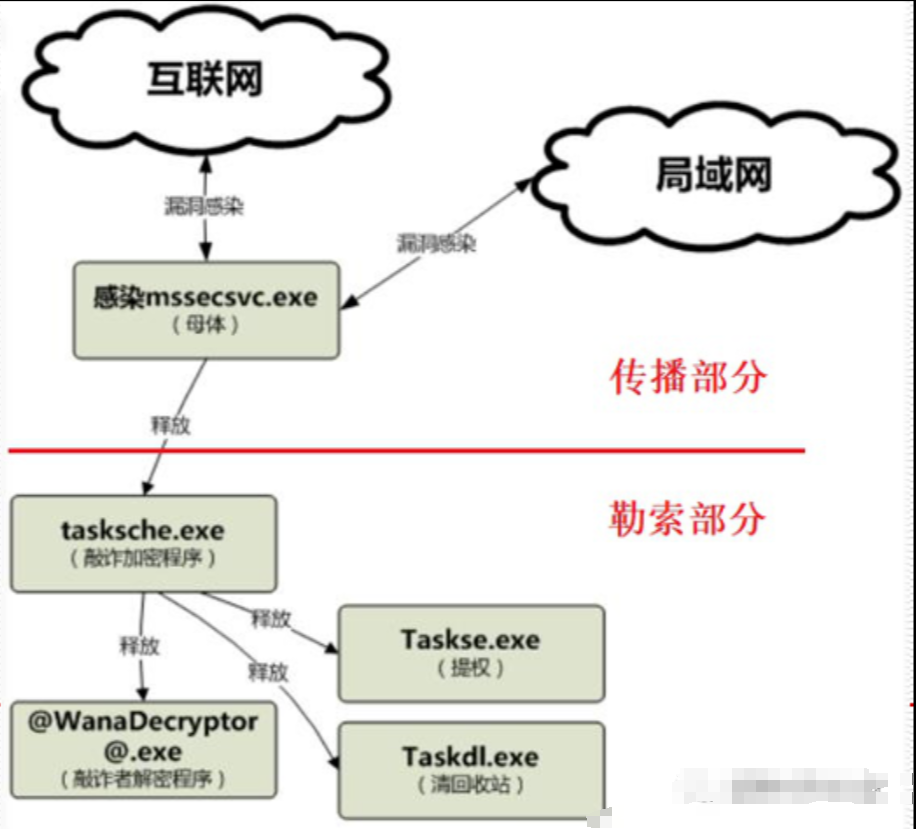 互联网
局域网
漏洞感染
漏洞感染
感染mssecsvc.exe
（母体）
传播部分
释放
勒索部分
tasksche.exe
（敲诈加密程序）
释放
释放
释放
Taskse.exe
（提权）
@WanaDecryptor
@.exe
（敲诈者解密程序）
Taskdl.exe
（清回收站）